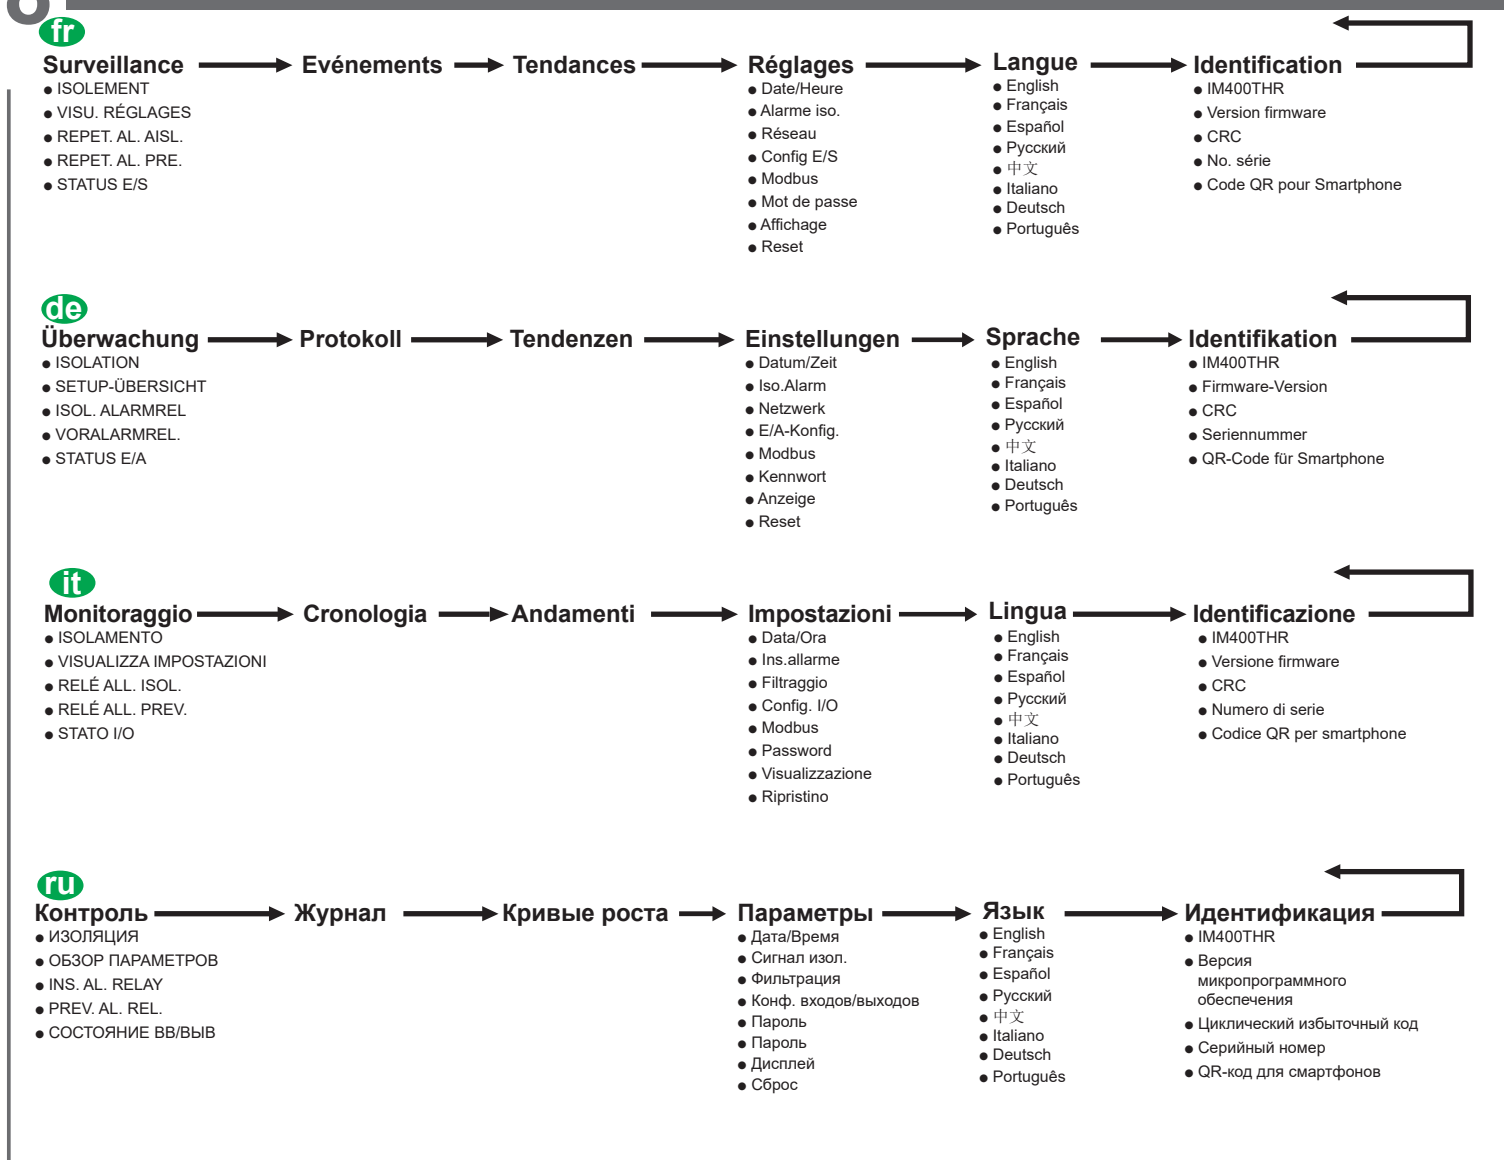 fr
Surveillance
● ISOLEMENT
● VISU. RÉGLAGES
● REPET. AL. AISL.
● REPET. AL. PRE.
● STATUS E/S
Evénements
Tendances
Réglages
● Date/Heure
● Alarme iso.
● Réseau
● Config E/S
● Modbus
● Mot de passe
● Affichage
● Reset
Langue
● English
● Français
● Español
● Русский
● 中文
● Italiano
● Deutsch
● Português
Identification
● IM400THR
● Version firmware
● CRC
● No. série
● Code QR pour Smartphone
de
Überwachung
● ISOLATION
● SETUP-ÜBERSICHT
● ISOL. ALARMREL
● VORALARMREL.
● STATUS E/A
Protokoll
Tendenzen
Einstellungen
● Datum/Zeit
● Iso.Alarm
● Netzwerk
● E/A-Konfig.
● Modbus
● Kennwort
● Anzeige
● Reset
Sprache
● English
● Français
● Español
● Русский
● 中文
● Italiano
● Deutsch
● Português
Identifikation
● IM400THR
● Firmware-Version
● CRC
● Seriennummer
● QR-Code für Smartphone
it
Monitoraggio
● ISOLAMENTO
● VISUALIZZA IMPOSTAZIONI
● RELÉ ALL. ISOL.
● RELÉ ALL. PREV.
● STATO I/O
Cronologia
Andamenti
Impostazioni
● Data/Ora
● Ins.allarme
● Filtraggio
● Config. I/O
● Modbus
● Password
● Visualizzazione
● Ripristino
Lingua
● English
● Français
● Español
● Русский
● 中文
● Italiano
● Deutsch
● Português
Identificazione
● IM400THR
● Versione firmware
● CRC
● Numero di serie
● Codice QR per smartphone
ru
Контроль
● ИЗОЛЯЦИЯ
● ОБЗОР ПАРАМЕТРОВ
● INS. AL. RELAY
● PREV. AL. REL.
● СОСТОЯНИЕ ВВ/ВЫВ
Журнал
Кривые роста
Параметры
● Дата/Время
● Сигнал изол.
● Фильтрация
● Конф. входов/выходов
● Пароль
● Пароль
● Дисплей
● Сброс
Язык
● English
● Français
● Español
● Русский
● 中文
● Italiano
● Deutsch
● Português
Идентификация
● IM400THR
● Версия
микропрограммного
обеспечения
● Циклический избыточный код
● Серийный номер
● QR-код для смартфонов